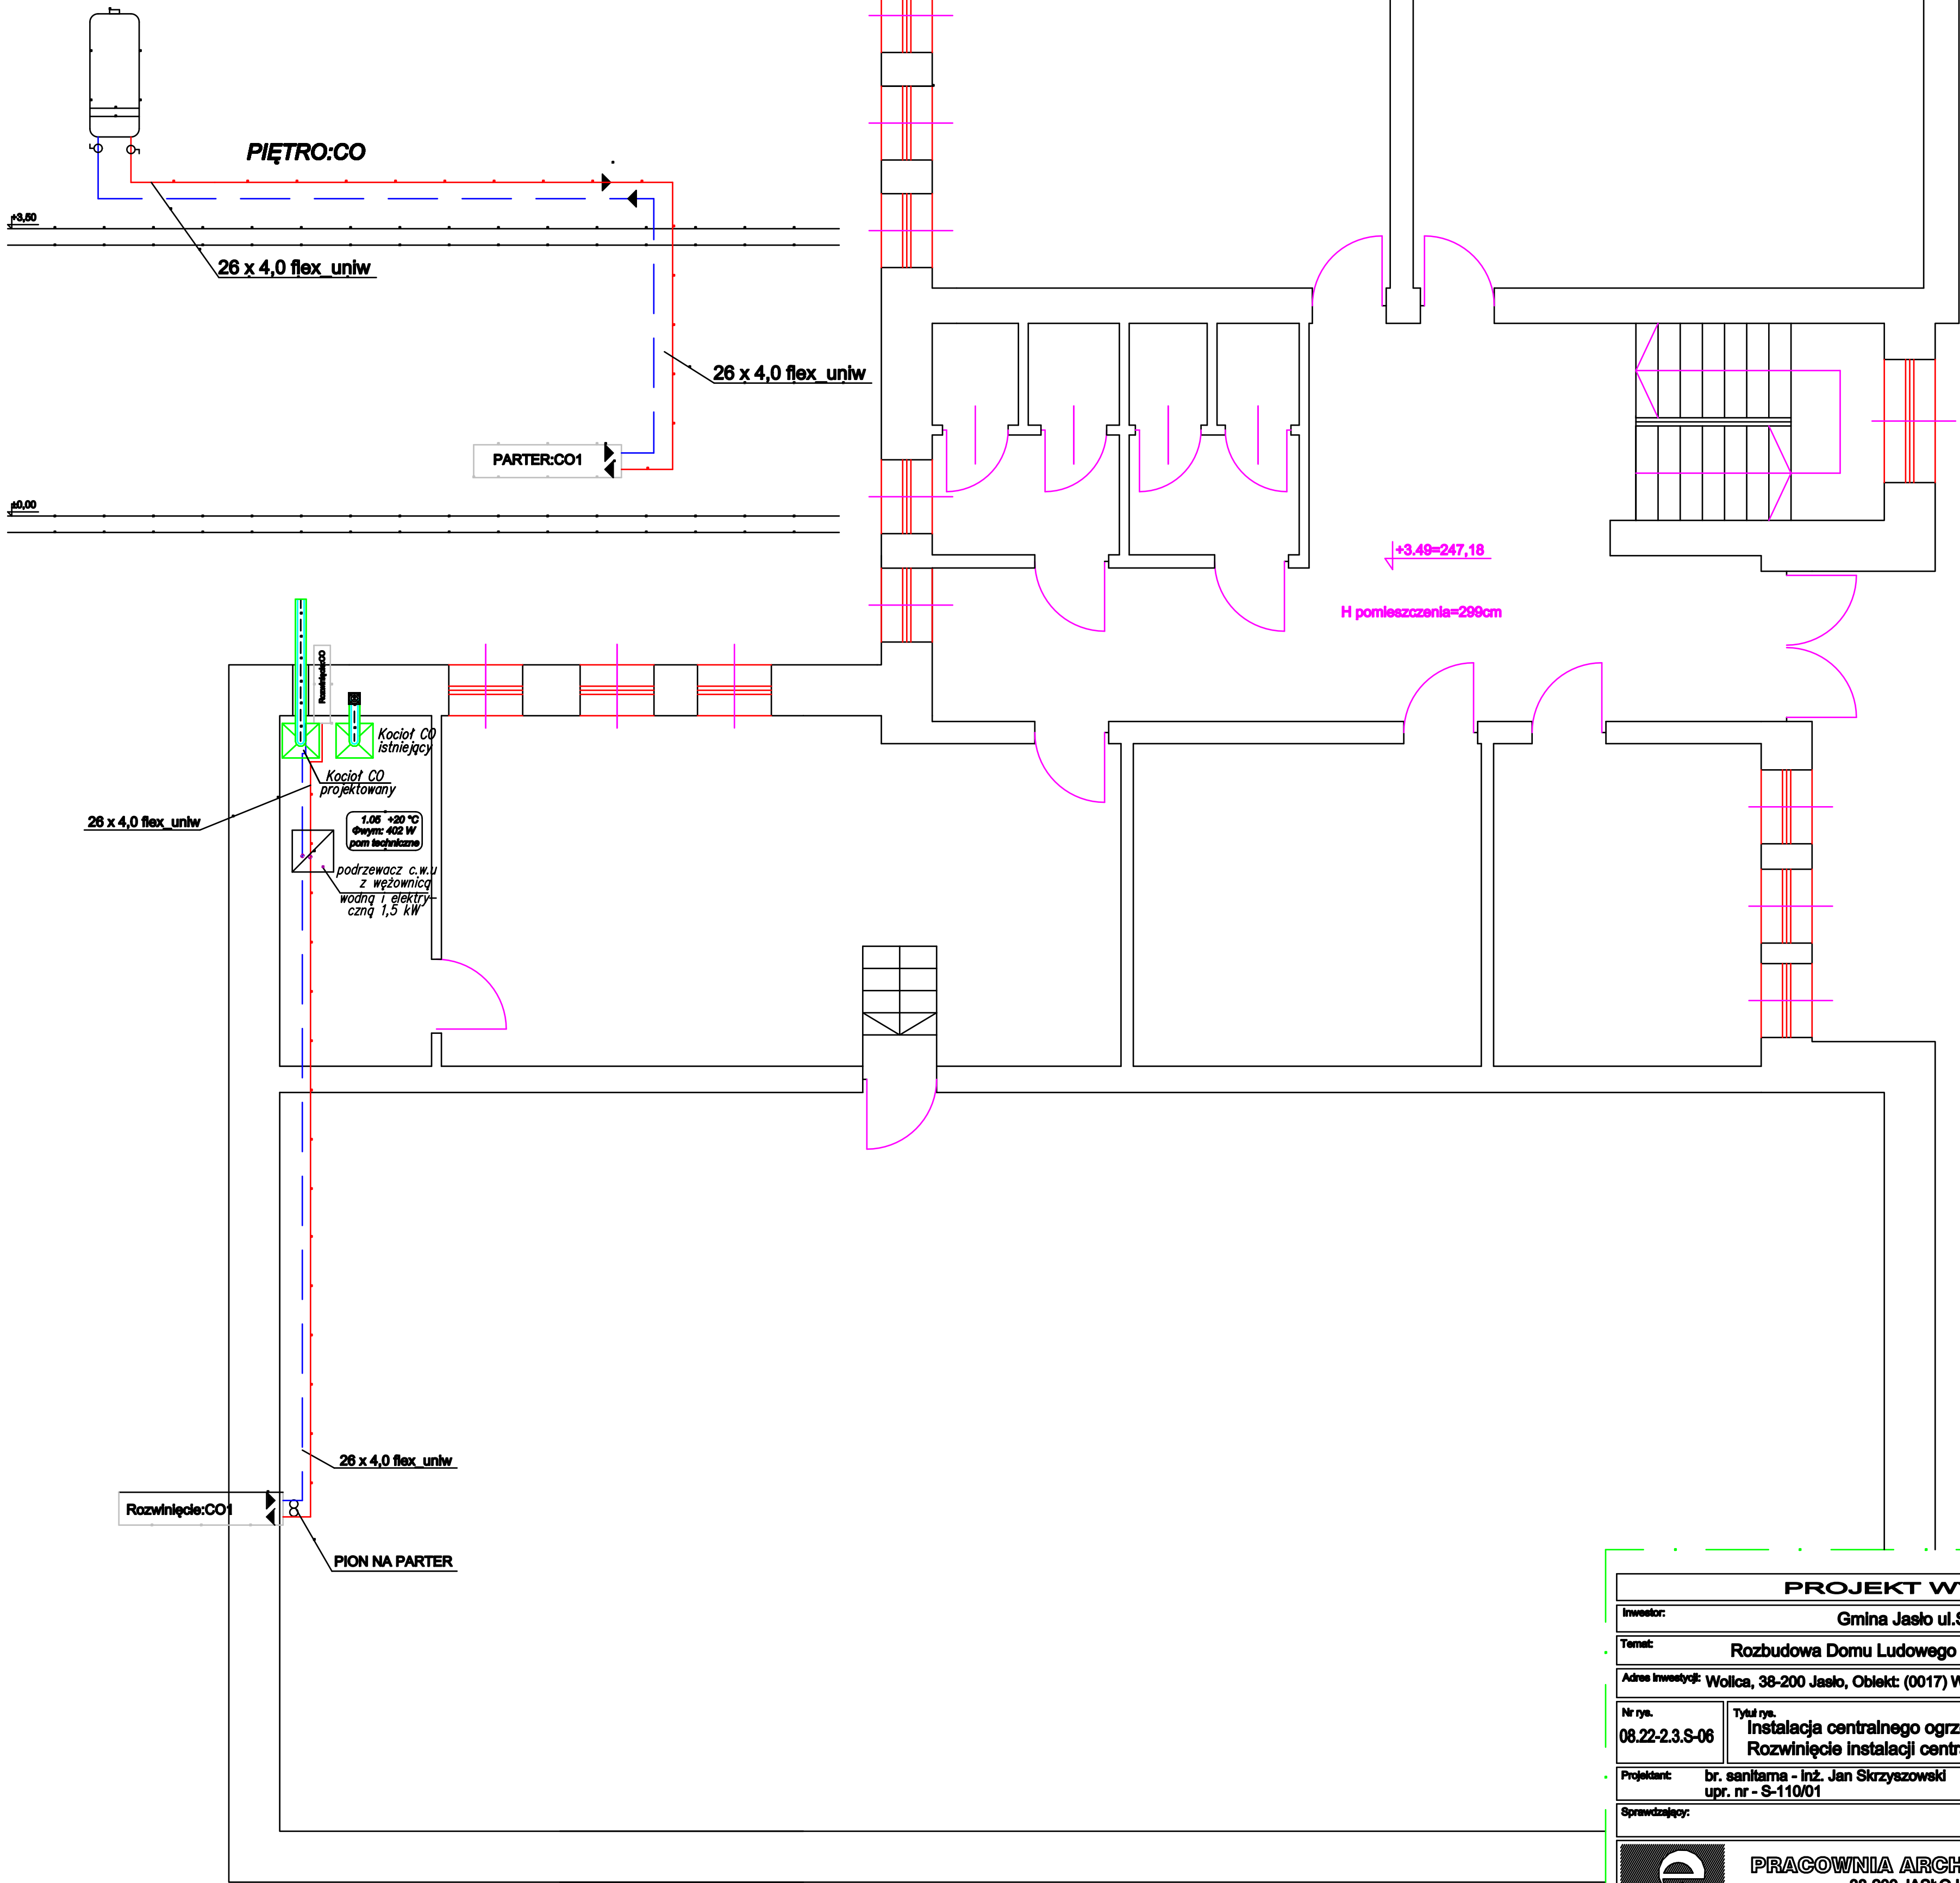 PIĘTRO:CO
+3,50
26 x 4,0 flex_uniw
26 x 4,0 flex_uniw
PARTER:CO1
±0,00
+3.49=247,18
H pomieszczenia=299cm
Rozwinięcie:CO
Kocioł CO
istniejący
Kocioł CO
projektowany
26 x 4,0 flex_uniw
1.05 +20 °C
Φwym: 402 W
pom techniczne
podrzewacz c.w.u
z wężownicą
wodną i elektry-
czną 1,5 kW
26 x 4,0 flex_uniw
Rozwinięcie:CO1
PION NA PARTER
PROJEKT
Inwestor:
Gmina Jasło ul.
Temat:
Rozbudowa Domu Ludowego
Adres inwestycji: Wolica, 38-200 Jasło, Obiekt: (0017)
Nr rys.
08.22-2.3.S-06
Tytuł rys.
Instalacja centralnego
Rozwinięcie instalacji
Projektant:
br. sanitarna - inż. Jan Skrzyszowski
upr. nr - S-110/01
Sprawdzający:
e
PRACOWNIA